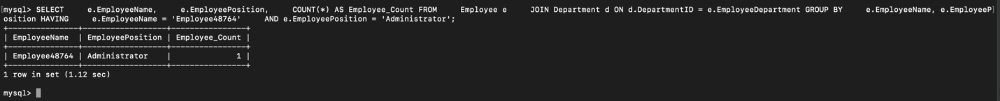 [mysql> SELECT     e.EmployeeName,     e.EmployeePosition,     COUNT(*) AS Employee_Count FROM     Employee e     JOIN Department d ON d.DepartmentID = e.EmployeeDepartment GROUP BY     e.EmployeeName, e.EmployeeP]
osition HAVING     e.EmployeeName = 'Employee48764'     AND e.EmployeePosition = 'Administrator';
+---------------+------------------+----------------+
| EmployeeName  | EmployeePosition | Employee_Count |
+---------------+------------------+----------------+
| Employee48764 | Administrator    |              1 |
+---------------+------------------+----------------+
1 row in set (1.12 sec)
mysql>